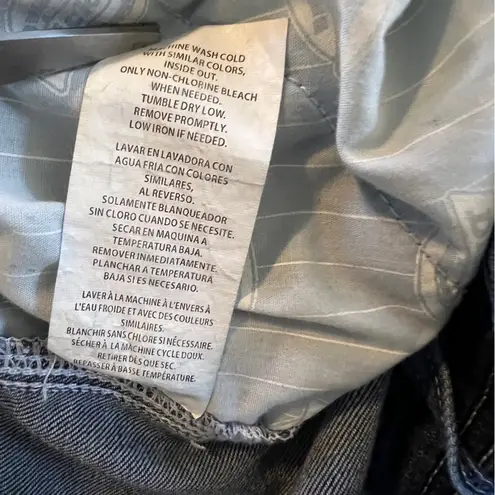 MACHINE WASH COLD
WITH SIMILAR COLORS,
INSIDE OUT.
ONLY NON-CHLORINE BLEACH
WHEN NEEDED.
TUMBLE DRY LOW.
REMOVE PROMPTLY.
LOW IRON IF NEEDED.
LAVAR EN LAVADORA CON
AGUA FRIA CON COLORES
SIMILARES,
AL REVERSO.
SOLAMENTE BLANQUEADOR
SIN CLORO CUANDO SE NECESITE.
SECAR EN MAQUINA A
TEMPERATURA BAJA.
REMOVER INMEDIATAMENTE.
PLANCHAR A TEMPERATURA
BAJA SI ES NECESARIO.
LAVER À LA MACHINE À L'ENVERS À
L'EAU FROIDE ET AVEC DES COULEURS
SIMILAIRES.
BLANCHIR SANS CHLORE SI NÉCESSAIRE.
SÉCHER À LA MACHINE CYCLE DOUX.
RETIRER DÈS QUE SEC.
REPASSER À BASSE TEMPÉRATURE.